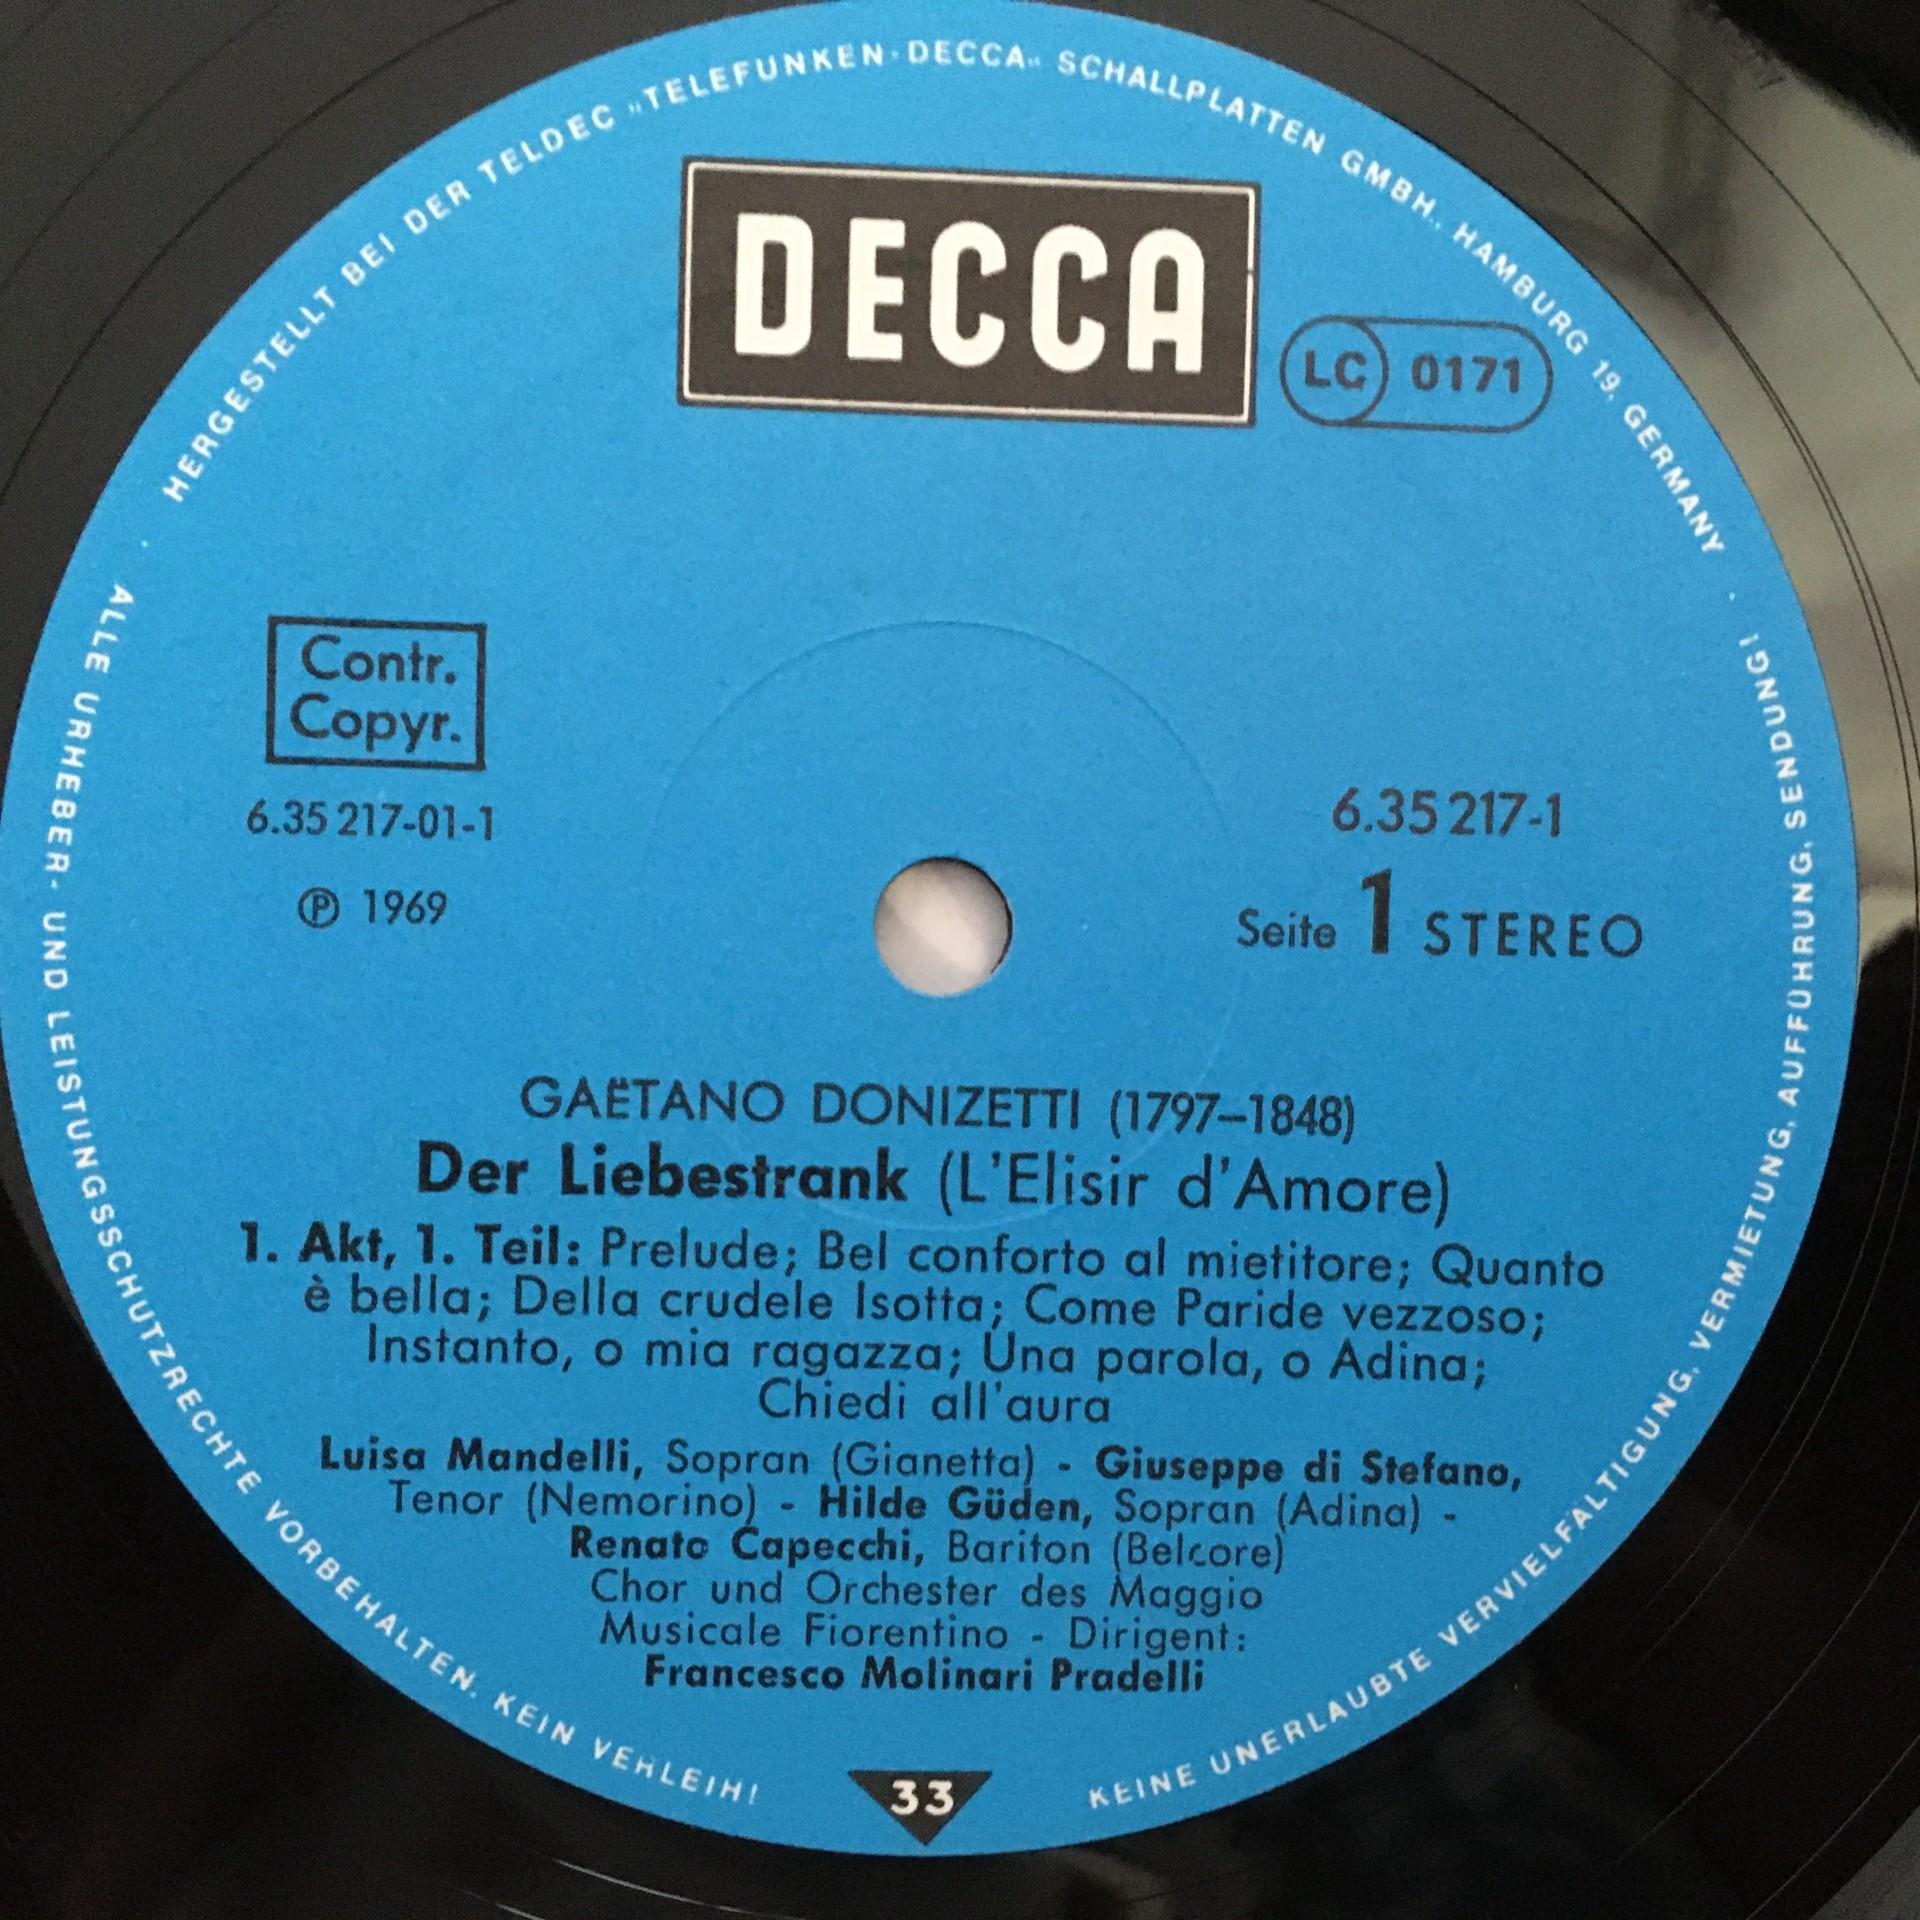 HERGESTELLT BEI DER TELDEC „TELEFUNKEN-DECCA“ SCHALLPLATTEN GMBH., HAMBURG 19, GERMANY
DECCA
LC 0171
Contr.
Copyr.
6.35 217-01-1
℗ 1969
6.35 217-1
Seite 1 STEREO
GAËTANO DONIZETTI (1797–1848)
Der Liebestrank (L'Elisir d'Amore)
1. Akt, 1. Teil: Prelude; Bel conforto al mietitore; Quanto
è bella; Della crudele Isotta; Come Paride vezzoso;
Instanto, o mia ragazza; Una parola, o Adina;
Chiedi all'aura
Luisa Mandelli, Sopran (Gianetta) - Giuseppe di Stefano,
Tenor (Nemorino) - Hilde Güden, Sopran (Adina) -
Renato Capecchi, Bariton (Belcore)
Chor und Orchester des Maggio
Musicale Fiorentino - Dirigent:
Francesco Molinari Pradelli
33
ALLE URHEBER- UND LEISTUNGSSCHUTZRECHTE VORBEHALTEN. KEIN VERLEIH!
KEINE UNERLAUBTE VERVIELFÄLTIGUNG, VERMIETUNG, AUFFÜHRUNG, SENDUNG!